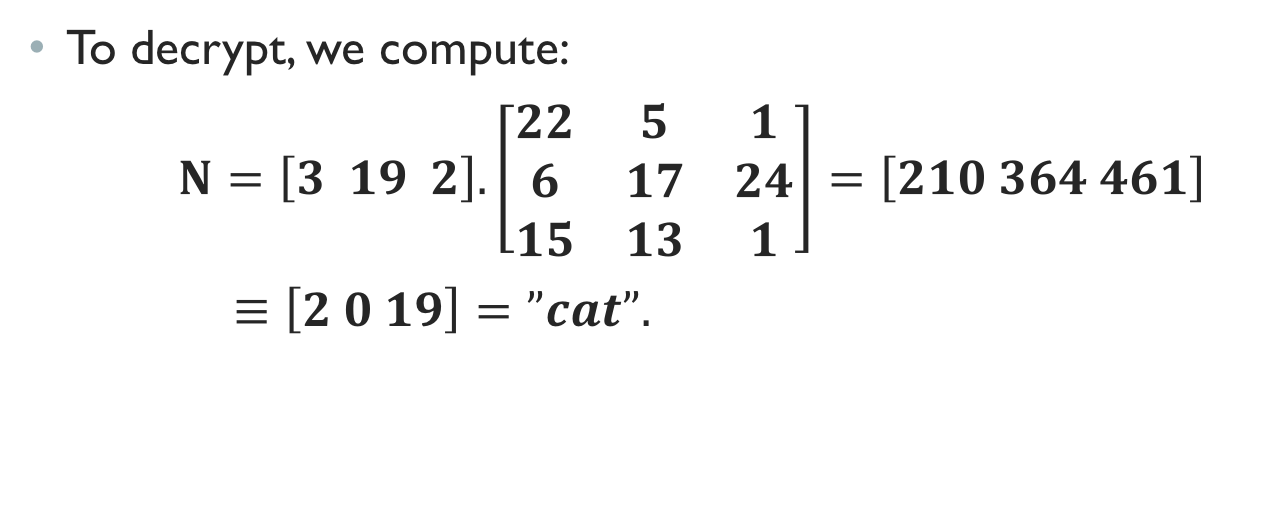 • To decrypt, we compute:
N = [3 19 2]. [22 5 1
6 17 24
15 13 1] = [210 364 461]
≡ [2 0 19] = ”cat”.